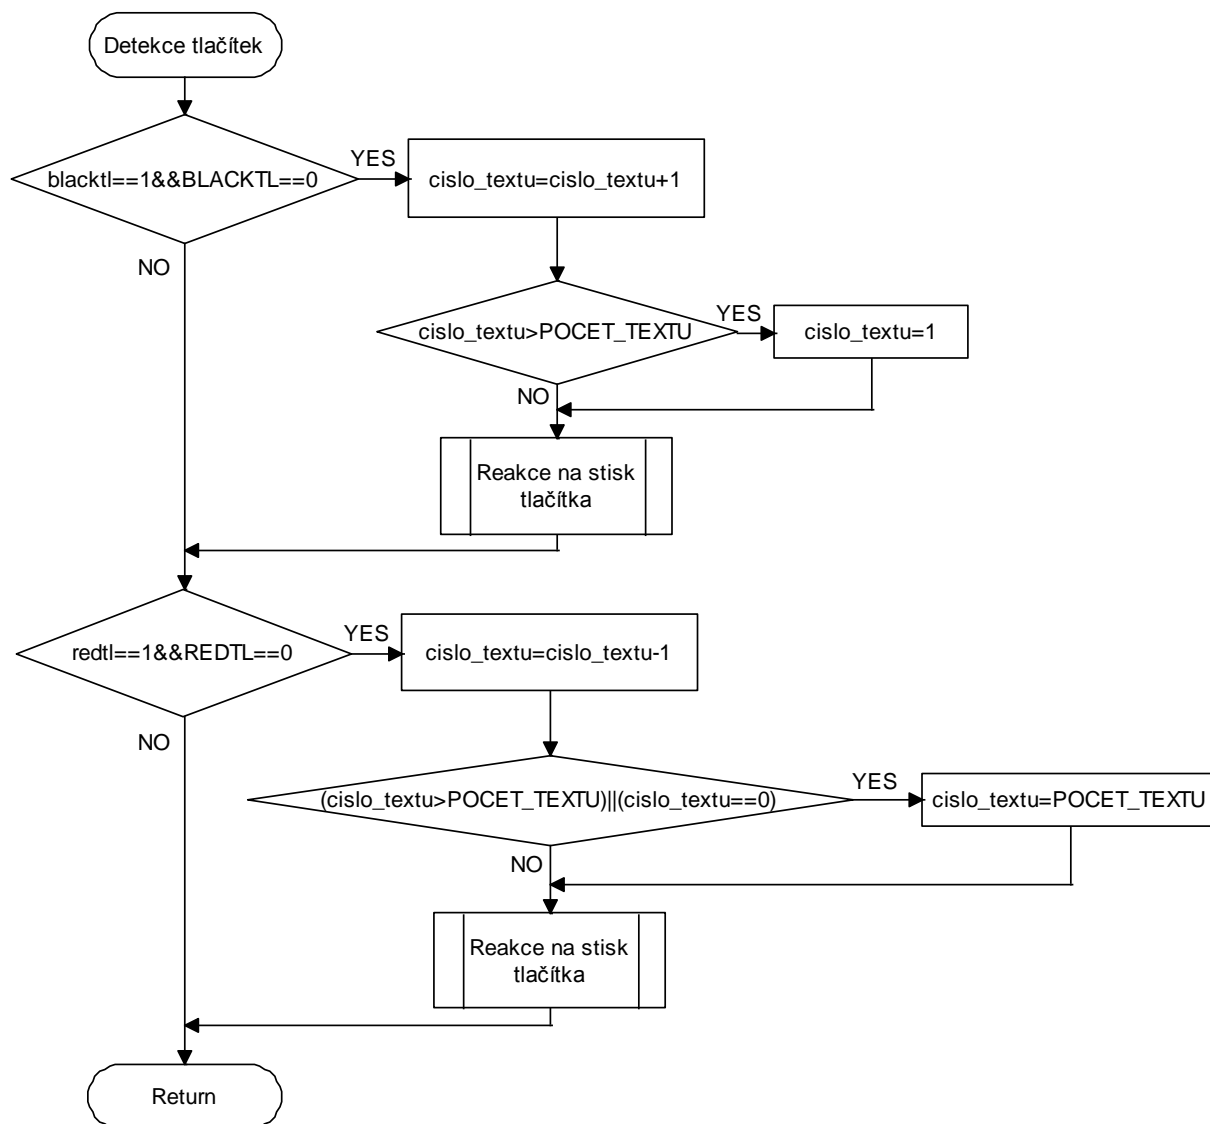 Detekce tlačítek
blacktl==1&&BLACKTL==0
YES
cislo_textu=cislo_textu+1
NO
cislo_textu>POCET_TEXTU
YES
cislo_textu=1
NO
Reakce na stisk
tlačítka
redtl==1&&REDTL==0
YES
cislo_textu=cislo_textu-1
NO
(cislo_textu>POCET_TEXTU)||(cislo_textu==0)
YES
cislo_textu=POCET_TEXTU
NO
Reakce na stisk
tlačítka
Return